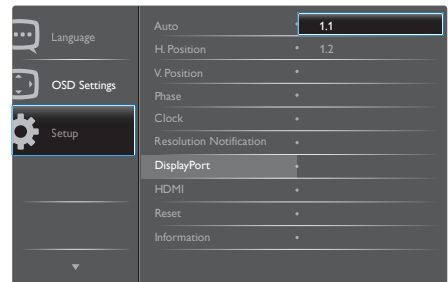 Language
OSD Settings
Setup
Auto
H. Position
V. Position
Phase
Clock
Resolution Notification
DisplayPort
HDMI
Reset
Information
1.1
1.2